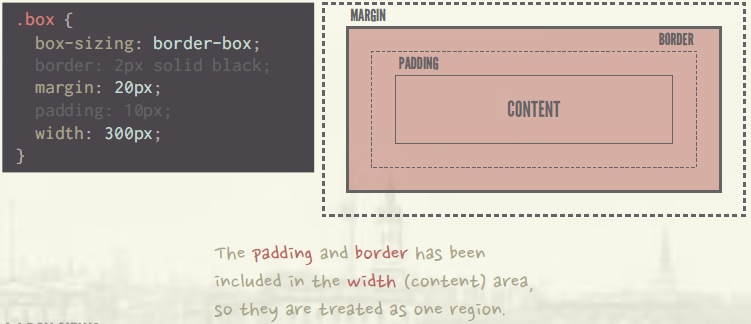 .box {
box-sizing: border-box;
border: 2px solid black;
margin: 20px;
padding: 10px;
width: 300px;
}
MARGIN
BORDER
PADDING
CONTENT
The padding and border has been
included in the width (content) area,
so they are treated as one region.